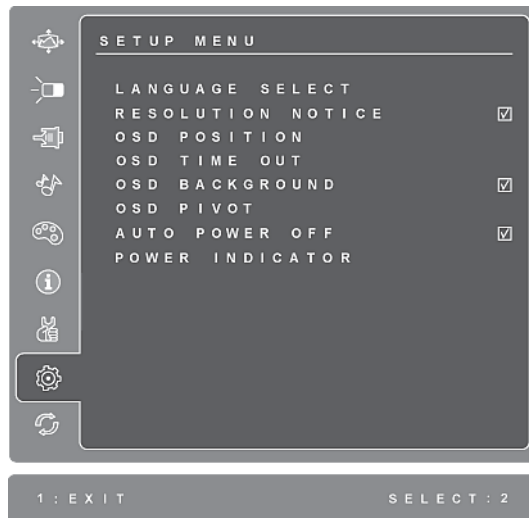 SETUP MENU
LANGUAGE SELECT
RESOLUTION NOTICE
OSD POSITION
OSD TIME OUT
OSD BACKGROUND
OSD PIVOT
AUTO POWER OFF
POWER INDICATOR
1:EXIT SELECT:2